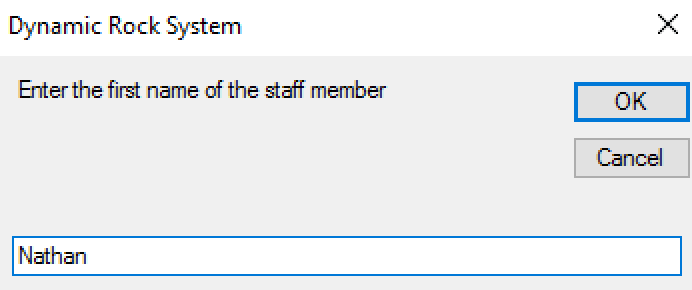 Dynamic Rock System
Enter the first name of the staff member
OK
Cancel
Nathan